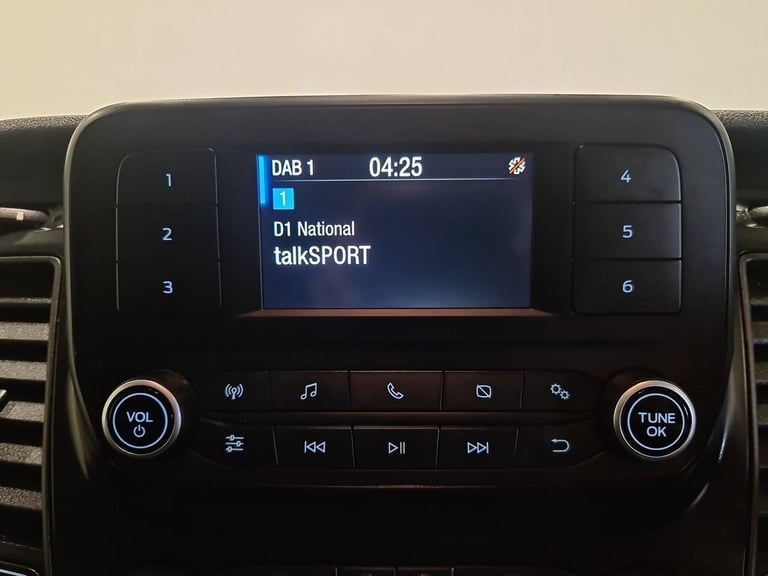 DAB 1 04:25
1
D1 National
talkSPORT
1
2
3
4
5
6
VOL
TUNE
OK